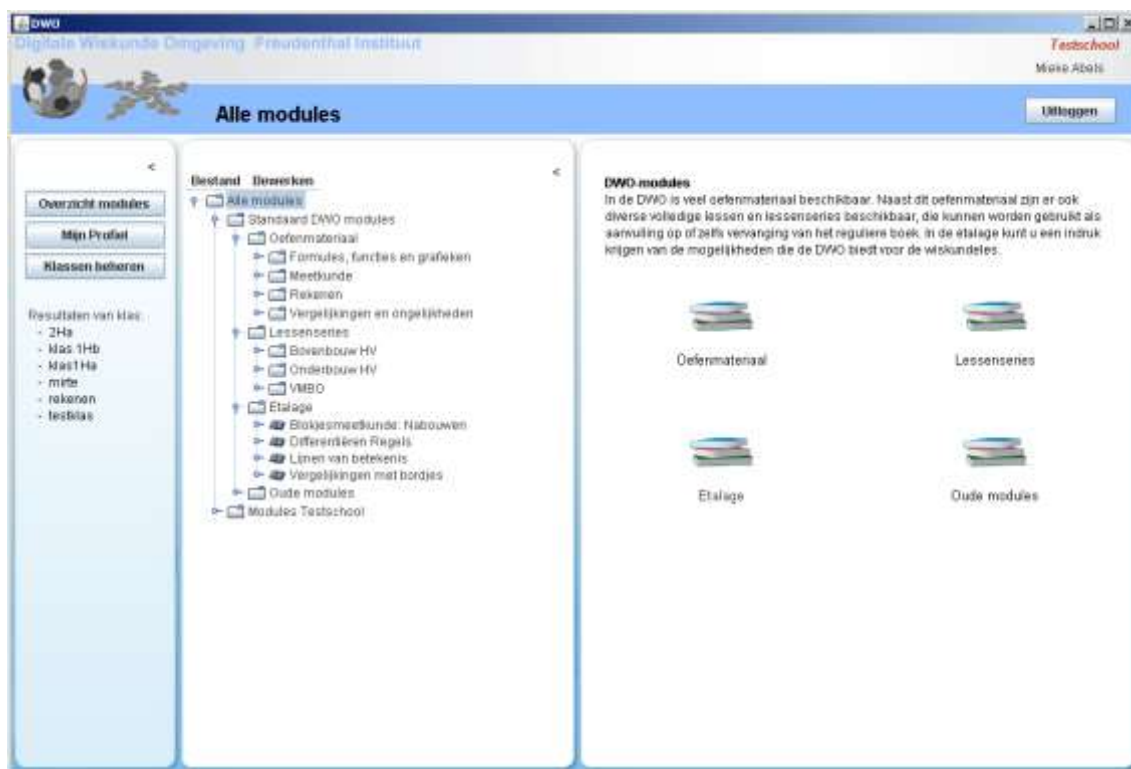 DWO
Digitale Wiskunde Omgeving Freudenthal Instituut
Testschool
Mieke Abels
Alle modules
Uitloggen
<
Overzicht modules
Mijn Profiel
Klassen beheren
Resultaten van klas:
- 2Ha
- klas 1Hb
- klas1Ha
- mirte
- rekenen
- testklas
<
Bestand Bewerken
Alle modules
Standaard DWO modules
Oefenmateriaal
Formules, functies en grafieken
Meetkunde
Rekenen
Vergelijkingen en ongelijkheden
Lessenseries
Bovenbouw HV
Onderbouw HV
VMBO
Etalage
Blokjesmeetkunde: Nabouwen
Differentiëren Regels
Lijnen van betekenis
Vergelijkingen met bordjes
Oude modules
Modules Testschool
DWO-modules
In de DWO is veel oefenmateriaal beschikbaar. Naast dit oefenmateriaal zijn er ook
diverse volledige lessen en lessenseries beschikbaar, die kunnen worden gebruikt als
aanvulling op of zelfs vervanging van het reguliere boek. In de etalage kunt u een indruk
krijgen van de mogelijkheden die de DWO biedt voor de wiskundeles.
Oefenmateriaal
Lessenseries
Etalage
Oude modules